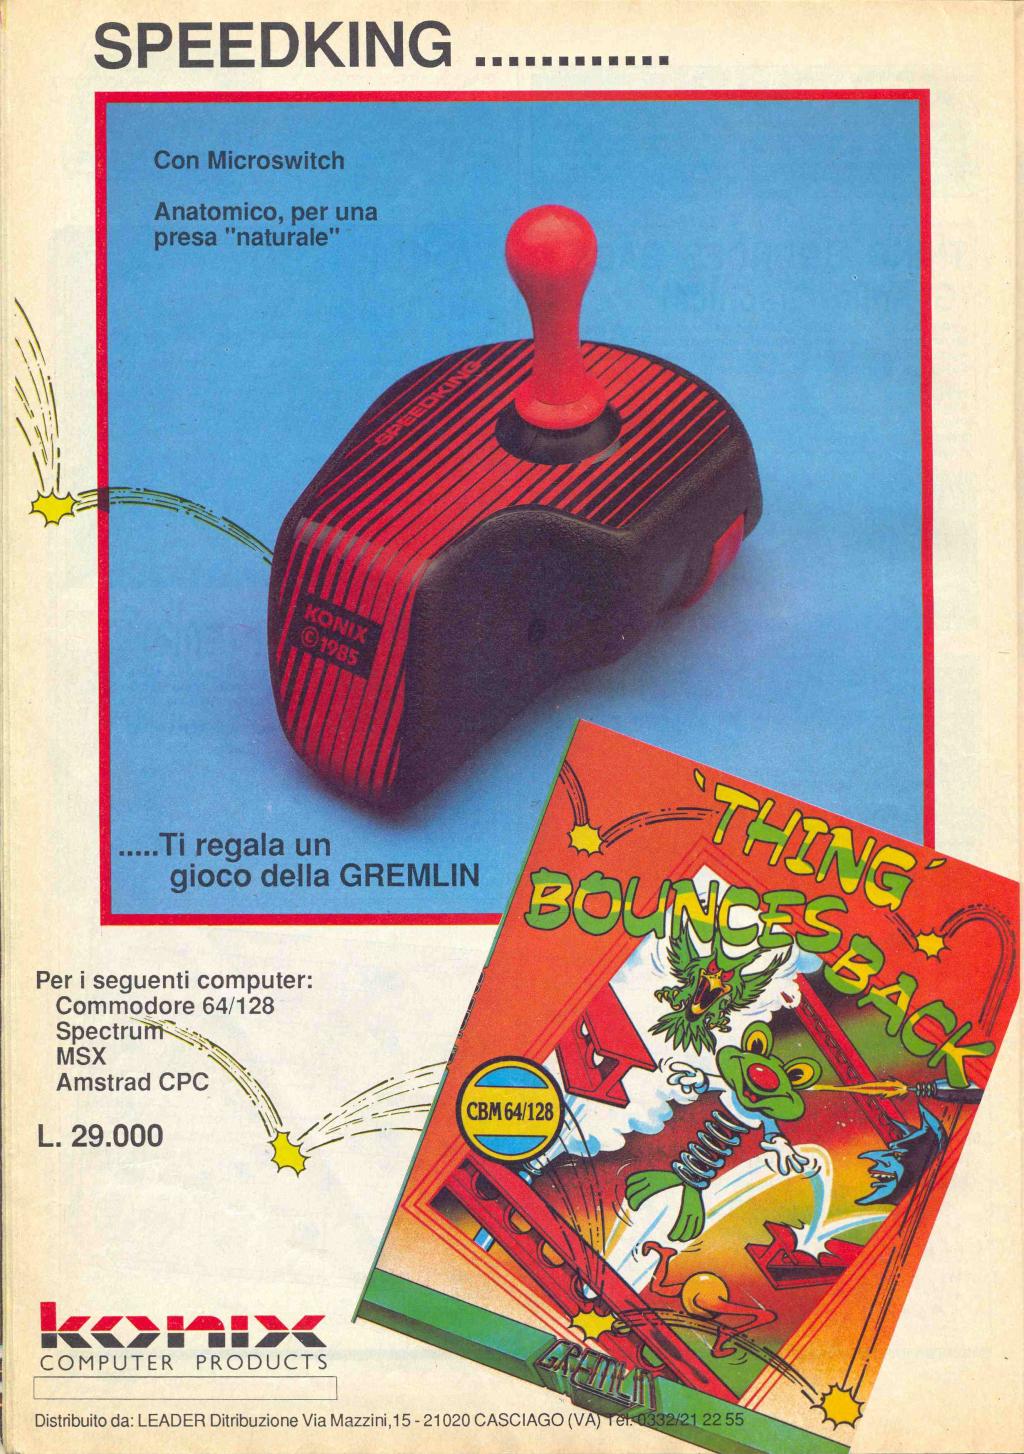 SPEEDKING ............
Con Microswitch
Anatomico, per una
presa "naturale"
SPEEDKING
KONIX
©1985
.....Ti regala un
gioco della GREMLIN
'THING'
BOUNCES BACK
CBM 64/128
GREMLIN
Per i seguenti computer:
Commodore 64/128
Spectrum
MSX
Amstrad CPC
L. 29.000
konix
COMPUTER PRODUCTS
Distribuito da: LEADER Ditribuzione Via Mazzini,15 - 21020 CASCIAGO (VA) Tel. 0332/21 22 55